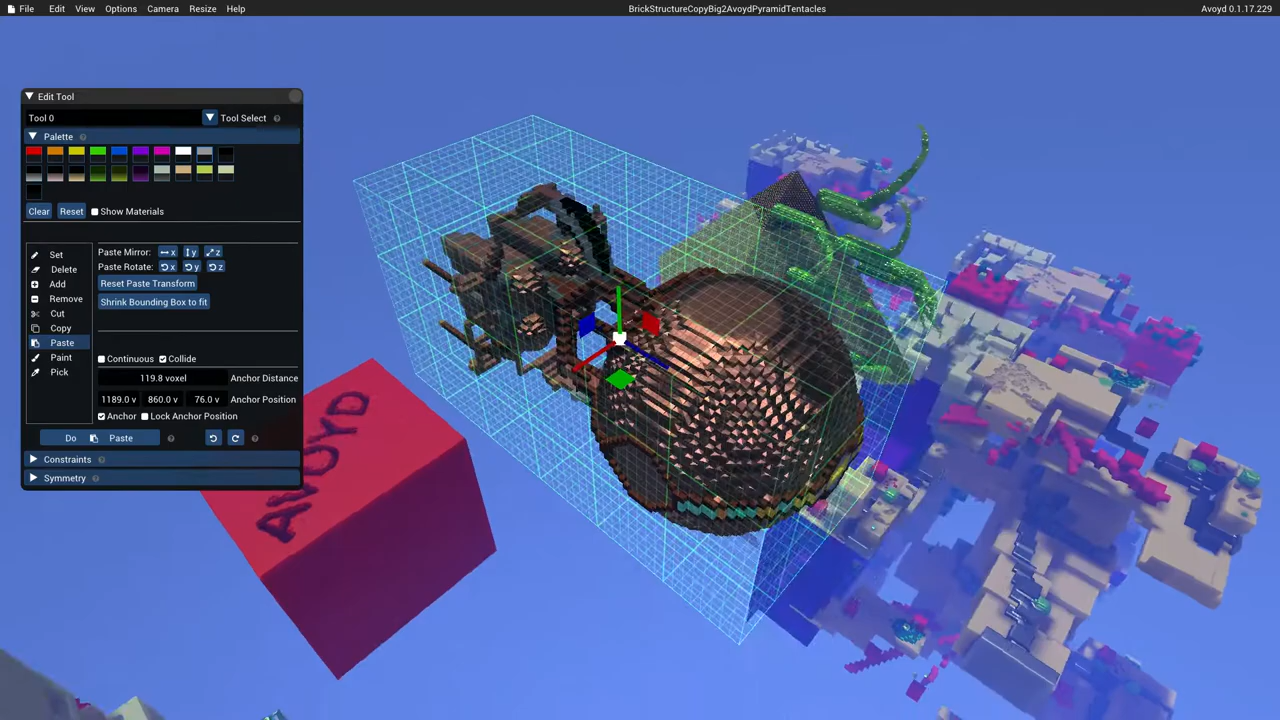 File Edit View Options Camera Resize Help BrickStructureCopyBig2AvoydPyramidTentacles Avoyd 0.1.17.229
Edit Tool
Tool 0 Tool Select ?
Palette ?
Clear Reset Show Materials
Set
Delete
Add
Remove
Cut
Copy
Paste
Paint
Pick
Paste Mirror: x y z
Paste Rotate: x y z
Reset Paste Transform
Shrink Bounding Box to fit
Continuous Collide
119.8 voxel Anchor Distance
1189.0 v 860.0 v 76.0 v Anchor Position
Anchor Lock Anchor Position
Do Paste ? ?
Constraints ?
Symmetry ?
AVOYD